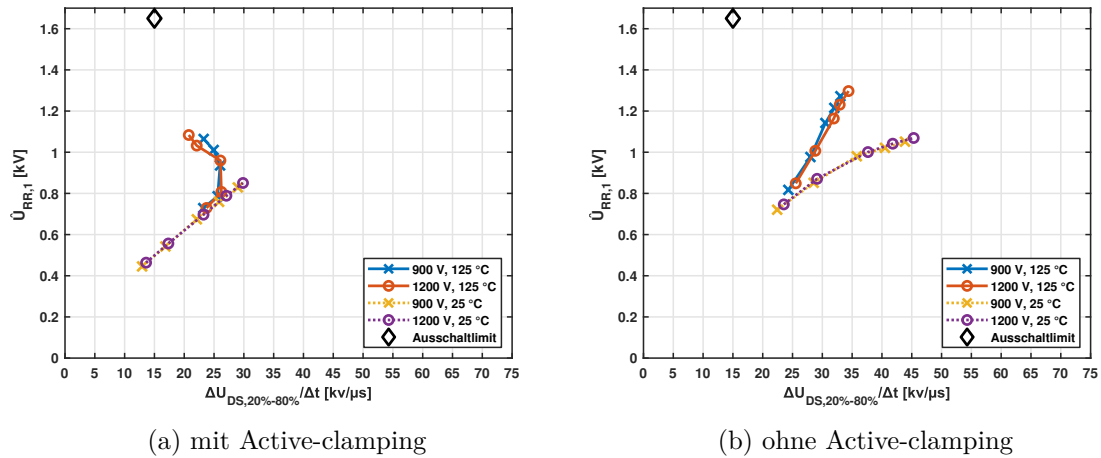 1.6
1.4
1.2
1
0.8
0.6
0.4
0.2
0
Û_RR,1 [kV]
0 5 10 15 20 25 30 35 40 45 50 55 60 65 70 75
ΔU_DS,20%-80%/Δt [kv/µs]
900 V, 125 °C
1200 V, 125 °C
900 V, 25 °C
1200 V, 25 °C
Ausschaltlimit
(a) mit Active-clamping
1.6
1.4
1.2
1
0.8
0.6
0.4
0.2
0
Û_RR,1 [kV]
0 5 10 15 20 25 30 35 40 45 50 55 60 65 70 75
ΔU_DS,20%-80%/Δt [kv/µs]
900 V, 125 °C
1200 V, 125 °C
900 V, 25 °C
1200 V, 25 °C
Ausschaltlimit
(b) ohne Active-clamping